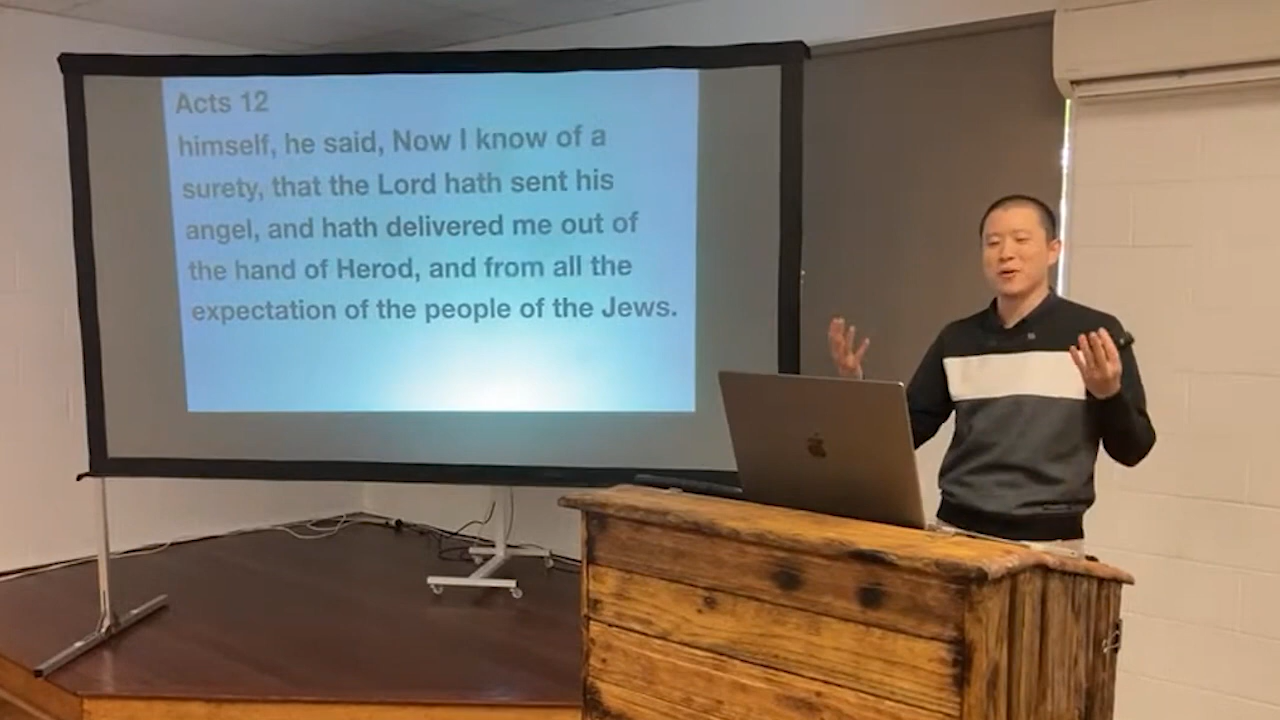 Acts 12
himself, he said, Now I know of a
surety, that the Lord hath sent his
angel, and hath delivered me out of
the hand of Herod, and from all the
expectation of the people of the Jews.